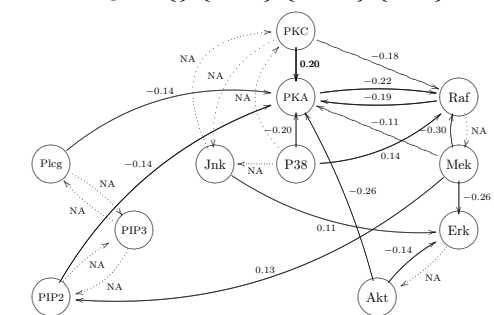 PKC
NA
−0.18
NA
0.20
−0.22
−0.14
NA
PKA
−0.19
Raf
−0.11
−0.20
−0.30
NA
Plcg
−0.14
Jnk
NA
P38
0.14
Mek
NA
−0.26
−0.26
NA
PIP3
0.11
Erk
NA
−0.14
NA
NA
0.13
PIP2
Akt